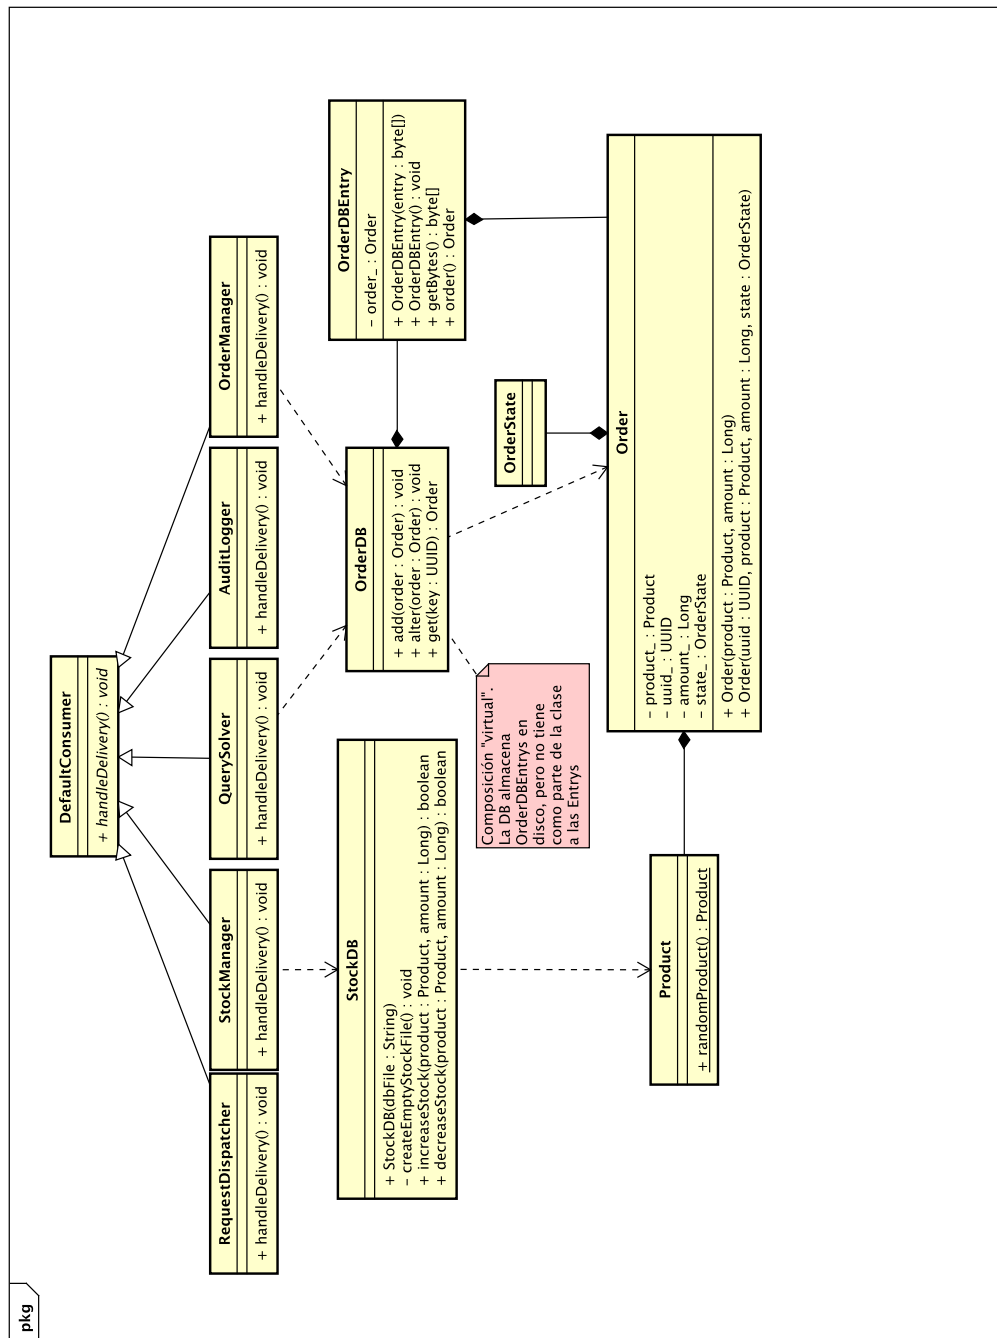 pkg
DefaultConsumer
+ handleDelivery() : void
RequestDispatcher
+ handleDelivery() : void
StockManager
+ handleDelivery() : void
QuerySolver
+ handleDelivery() : void
AuditLogger
+ handleDelivery() : void
OrderManager
+ handleDelivery() : void
StockDB
+ StockDB(dbFile : String)
- createEmptyStockFile() : void
+ increaseStock(product : Product, amount : Long) : boolean
+ decreaseStock(product : Product, amount : Long) : boolean
OrderDB
+ add(order : Order) : void
+ alter(order : Order) : void
+ get(key : UUID) : Order
OrderDBEntry
- order_ : Order
+ OrderDBEntry(entry : byte[])
+ OrderDBEntry() : void
+ getBytes() : byte[]
+ order() : Order
Composición "virtual".
La DB almacena
OrderDBEntrys en
disco, pero no tiene
como parte de la clase
a las Entrys
OrderState
Product
+ randomProduct() : Product
Order
- product_ : Product
- uuid_ : UUID
- amount_ : Long
- state_ : OrderState
+ Order(product : Product, amount : Long)
+ Order(uuid : UUID, product : Product, amount : Long, state : OrderState)